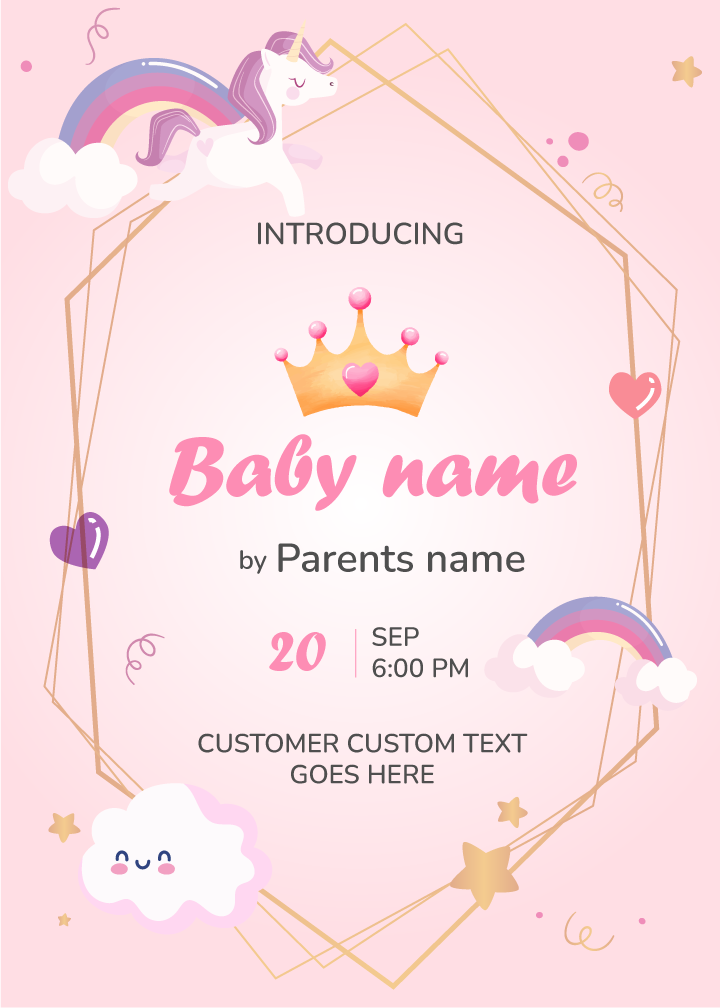 INTRODUCING
Baby name
by Parents name
20
SEP
6:00 PM
CUSTOMER CUSTOM TEXT
GOES HERE